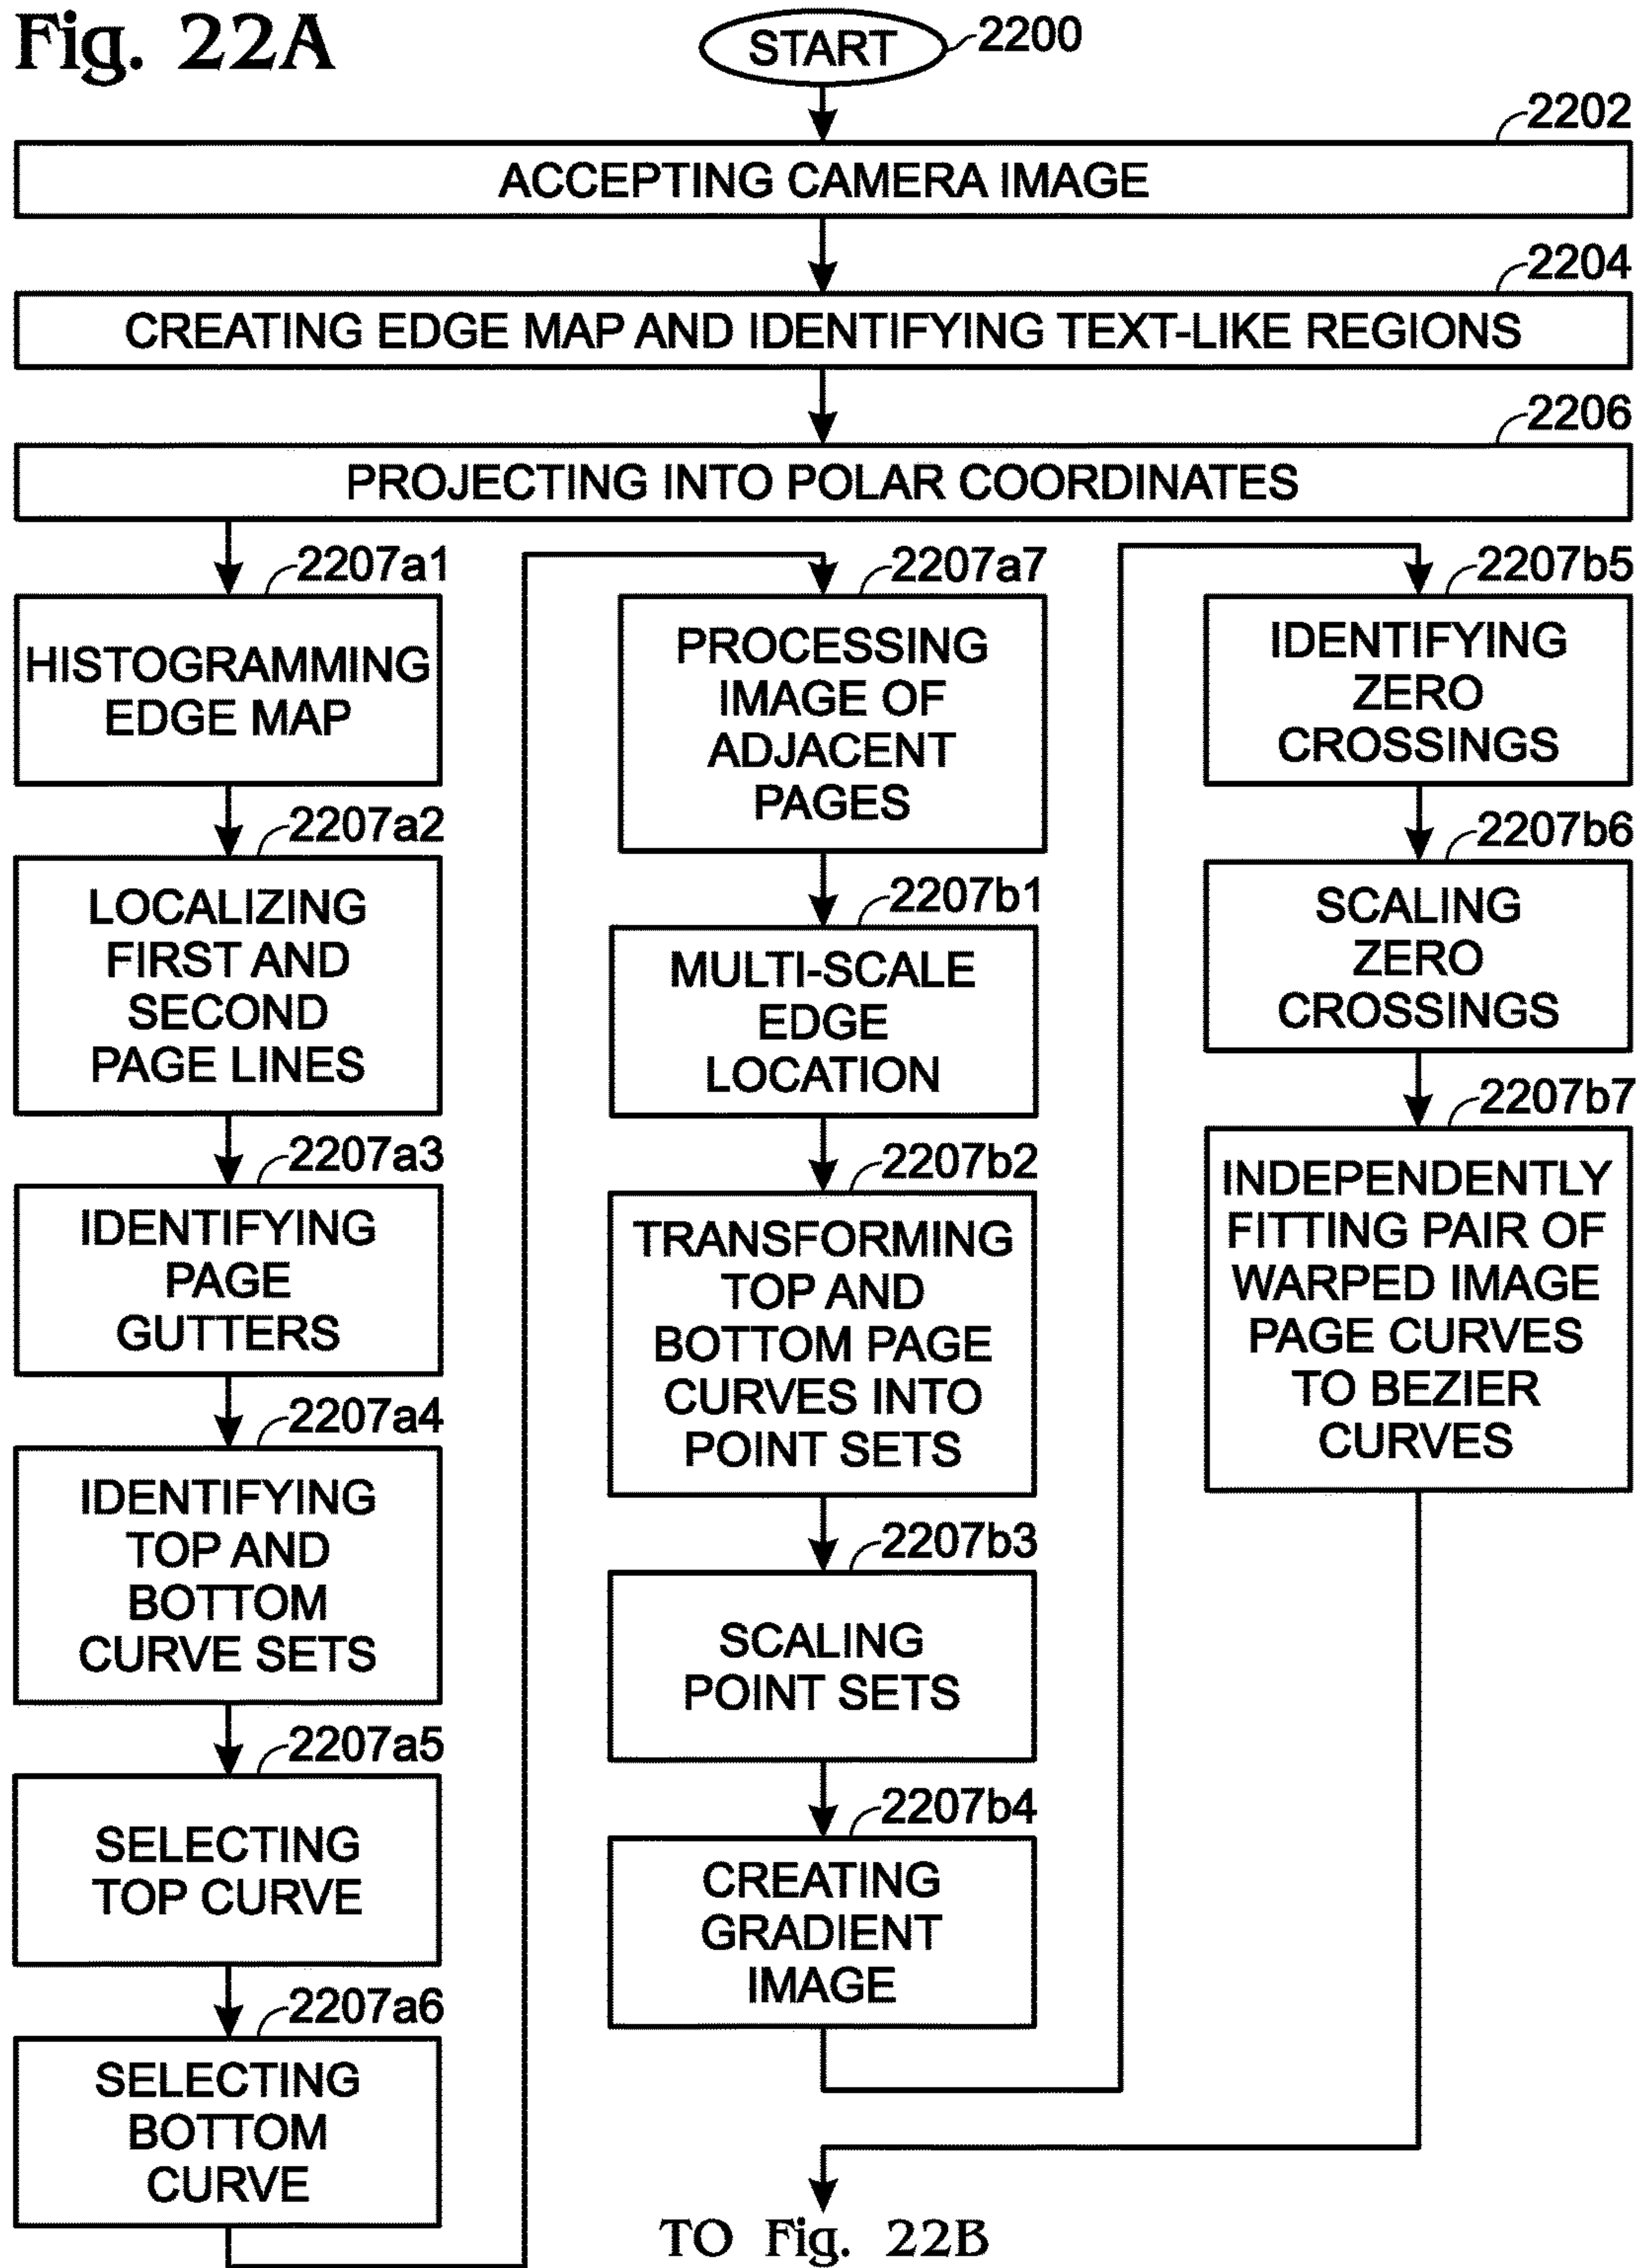 Fig. 22A
START
2200
2202
ACCEPTING CAMERA IMAGE
2204
CREATING EDGE MAP AND IDENTIFYING TEXT-LIKE REGIONS
2206
PROJECTING INTO POLAR COORDINATES
2207a1
HISTOGRAMMING
EDGE MAP
2207a2
LOCALIZING
FIRST AND
SECOND
PAGE LINES
2207a3
IDENTIFYING
PAGE
GUTTERS
2207a4
IDENTIFYING
TOP AND
BOTTOM
CURVE SETS
2207a5
SELECTING
TOP CURVE
2207a6
SELECTING
BOTTOM
CURVE
2207a7
PROCESSING
IMAGE OF
ADJACENT
PAGES
2207b1
MULTI-SCALE
EDGE
LOCATION
2207b2
TRANSFORMING
TOP AND
BOTTOM PAGE
CURVES INTO
POINT SETS
2207b3
SCALING
POINT SETS
2207b4
CREATING
GRADIENT
IMAGE
2207b5
IDENTIFYING
ZERO
CROSSINGS
2207b6
SCALING
ZERO
CROSSINGS
2207b7
INDEPENDENTLY
FITTING PAIR OF
WARPED IMAGE
PAGE CURVES
TO BEZIER
CURVES
TO Fig. 22B